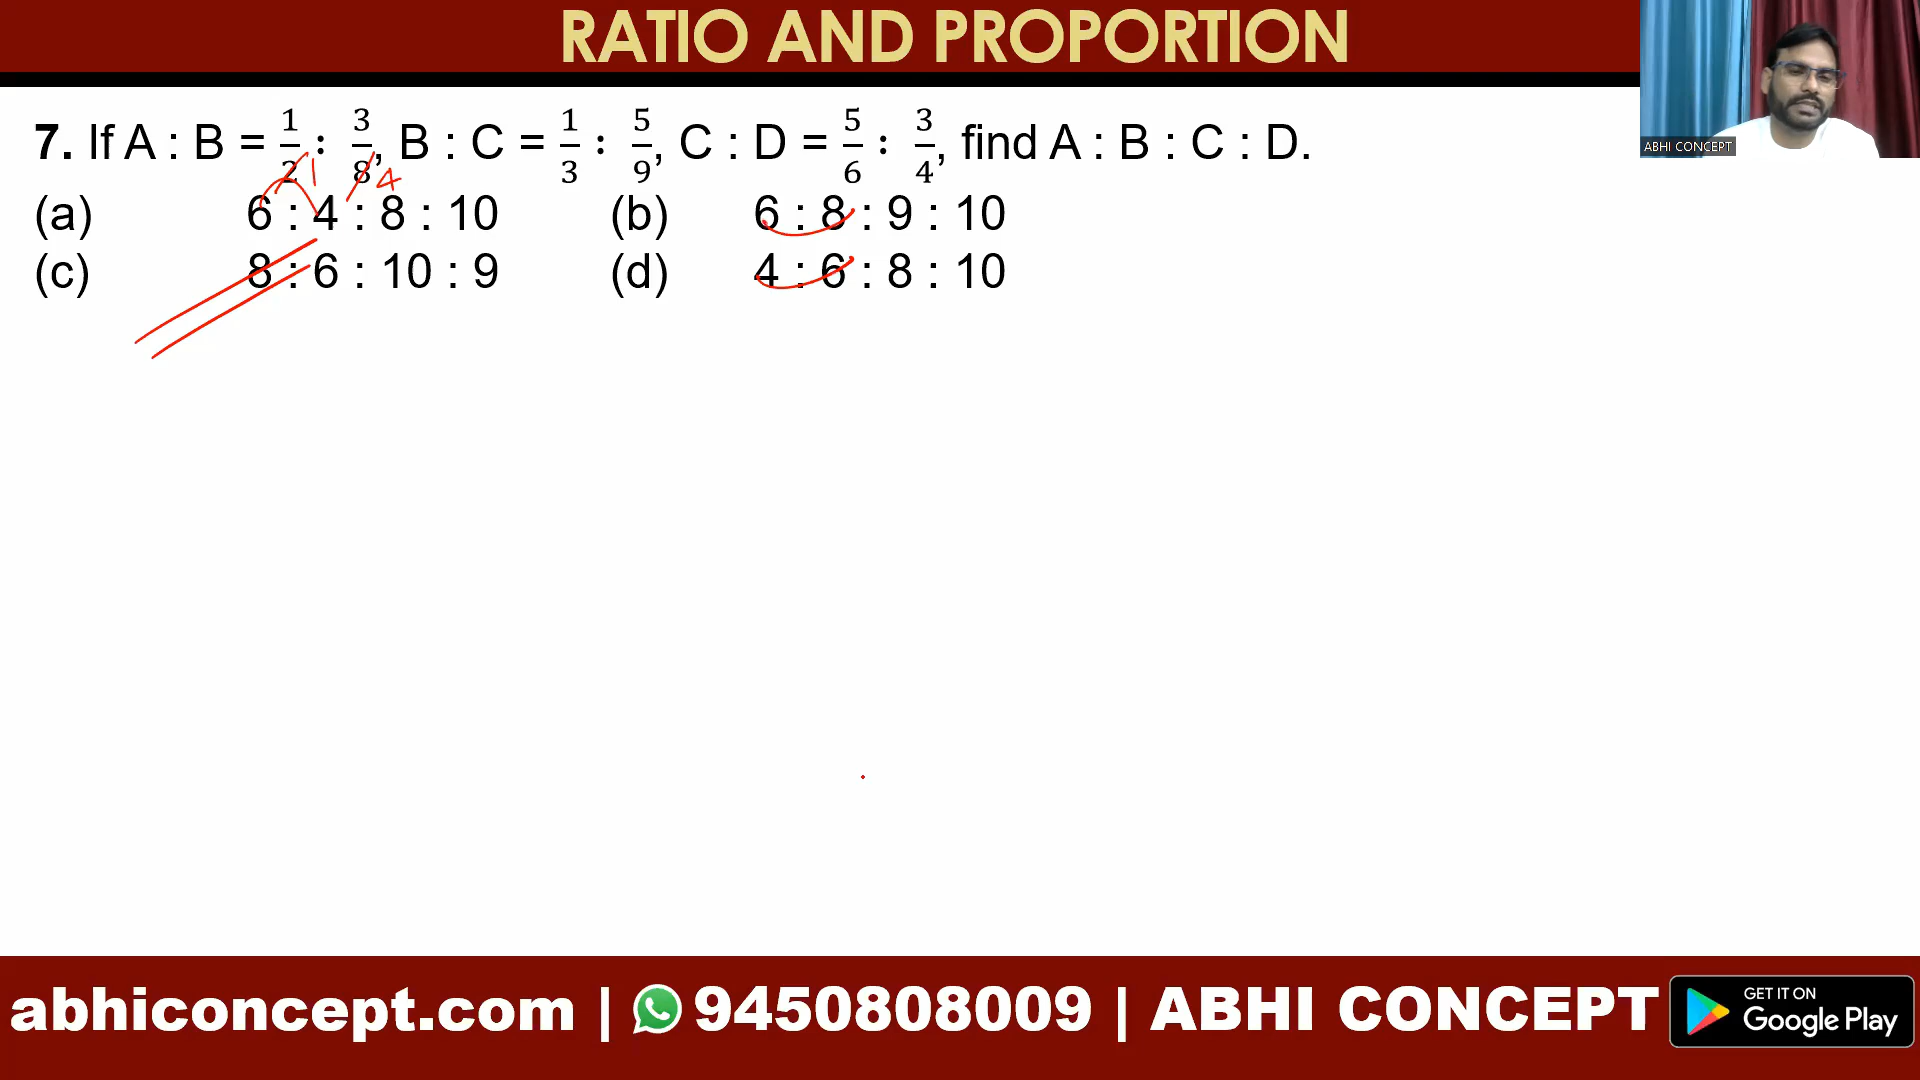 RATIO AND PROPORTION
ABHI CONCEPT
7. If A : B = 1/2 : 3/8, B : C = 1/3 : 5/9, C : D = 5/6 : 3/4, find A : B : C : D.
1 4
(a) 6 : 4 : 8 : 10 (b) 6 : 8 : 9 : 10
(c) 8 : 6 : 10 : 9 (d) 4 : 6 : 8 : 10
abhiconcept.com | 9450808009 | ABHI CONCEPT
GET IT ON
Google Play